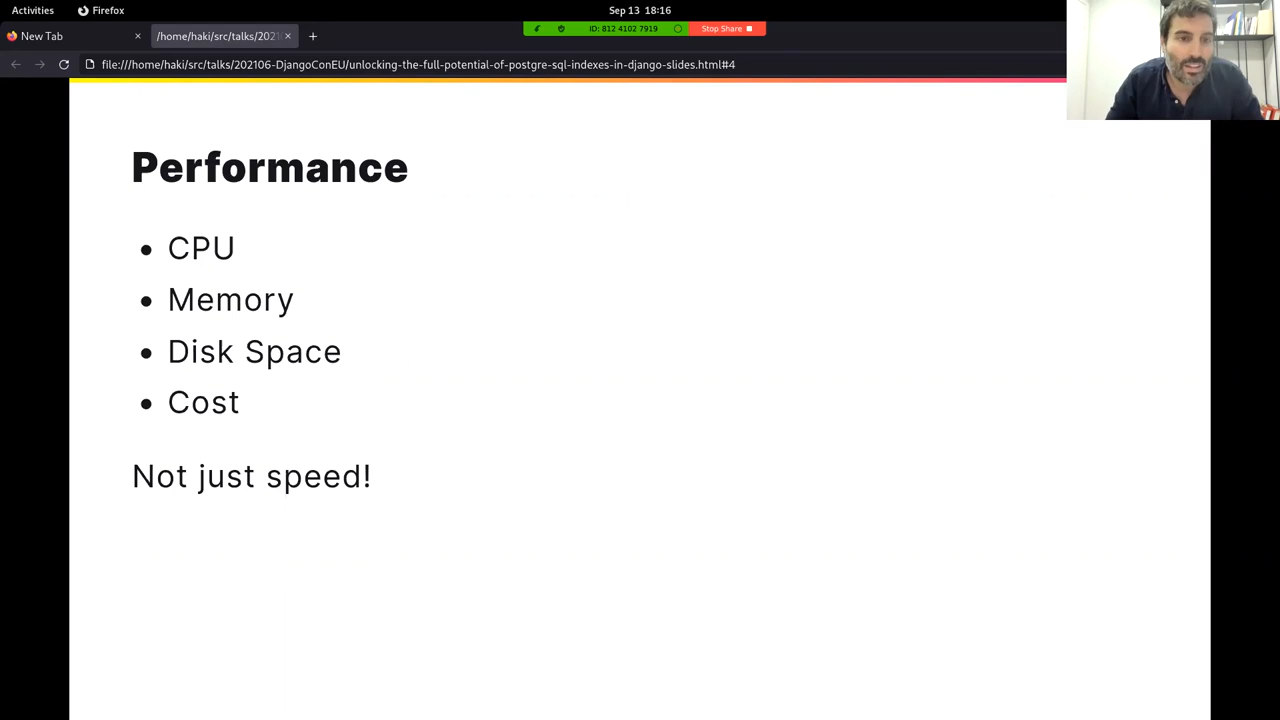 Activities
Firefox
Sep 13 18:16
New Tab
/home/haki/src/talks/2021
ID: 812 4102 7919
Stop Share
file:///home/haki/src/talks/202106-DjangoConEU/unlocking-the-full-potential-of-postgre-sql-indexes-in-django-slides.html#4
Performance
• CPU
• Memory
• Disk Space
• Cost
Not just speed!